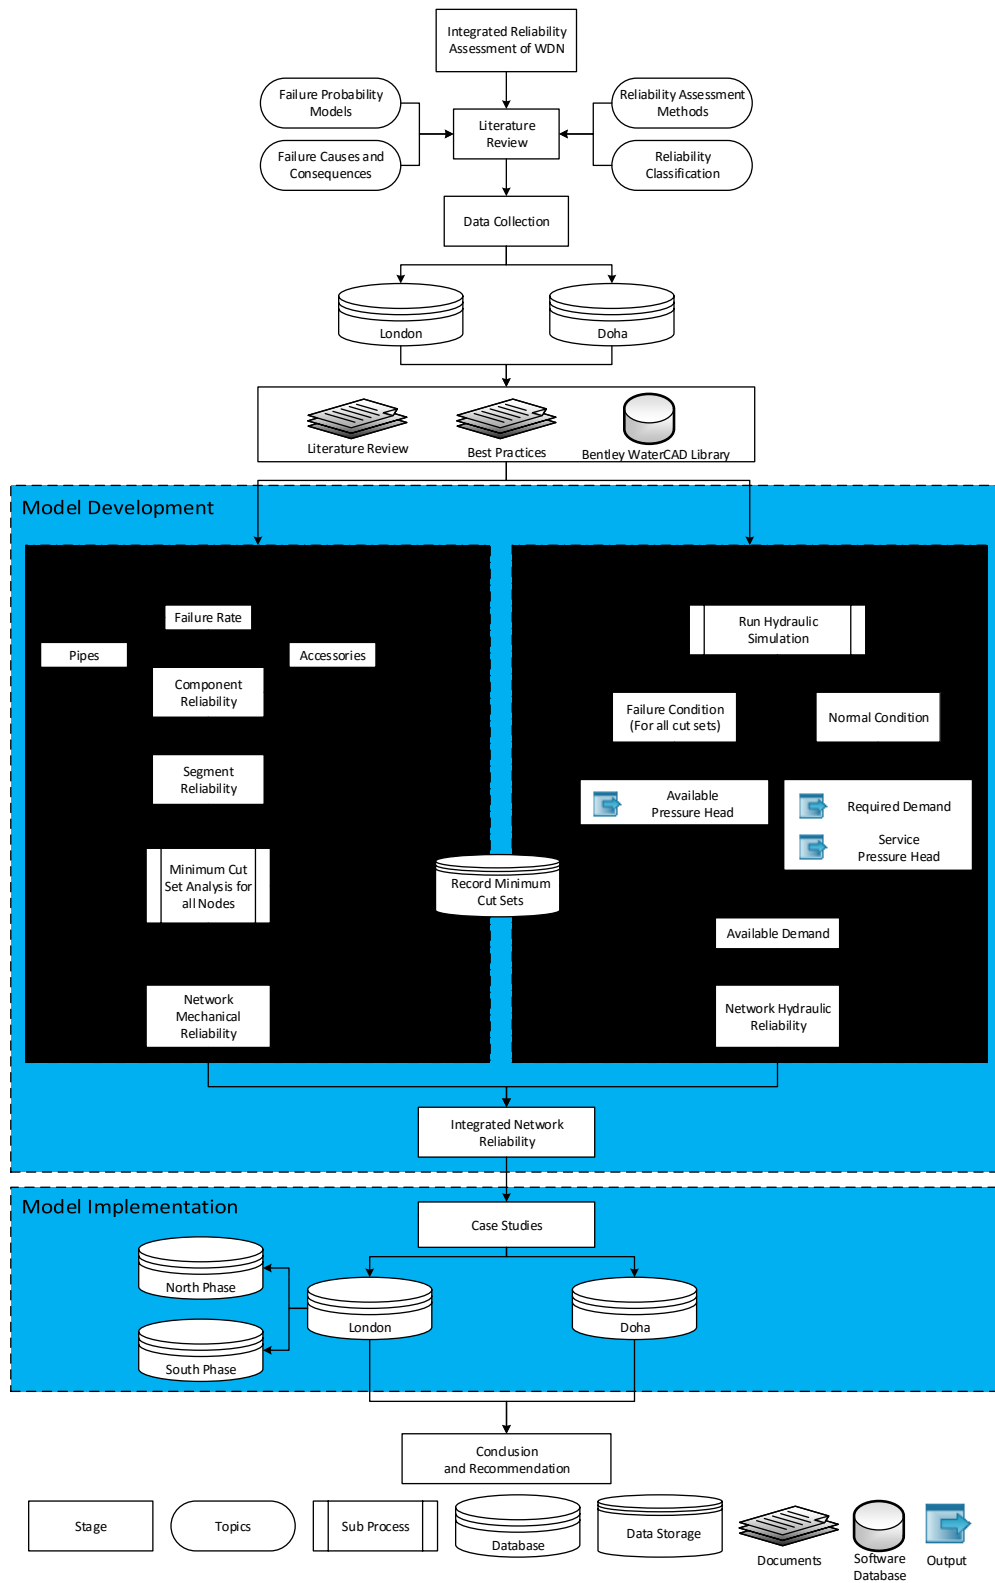 Integrated Reliability
Assessment of WDN
Failure Probability
Models
Reliability Assessment
Methods
Literature
Review
Failure Causes and
Consequences
Reliability
Classification
Data Collection
London
Doha
Literature Review
Best Practices
Bentley WaterCAD Library
Model Development
Failure Rate
Pipes
Accessories
Component
Reliability
Segment
Reliability
Minimum Cut
Set Analysis for
all Nodes
Network
Mechanical
Reliability
Record Minimum
Cut Sets
Run Hydraulic
Simulation
Failure Condition
(For all cut sets)
Normal Condition
Available
Pressure Head
Required Demand
Service
Pressure Head
Available Demand
Network Hydraulic
Reliability
Integrated Network
Reliability
Model Implementation
Case Studies
North Phase
South Phase
London
Doha
Conclusion
and Recommendation
Stage
Topics
Sub Process
Database
Data Storage
Documents
Software
Database
Output